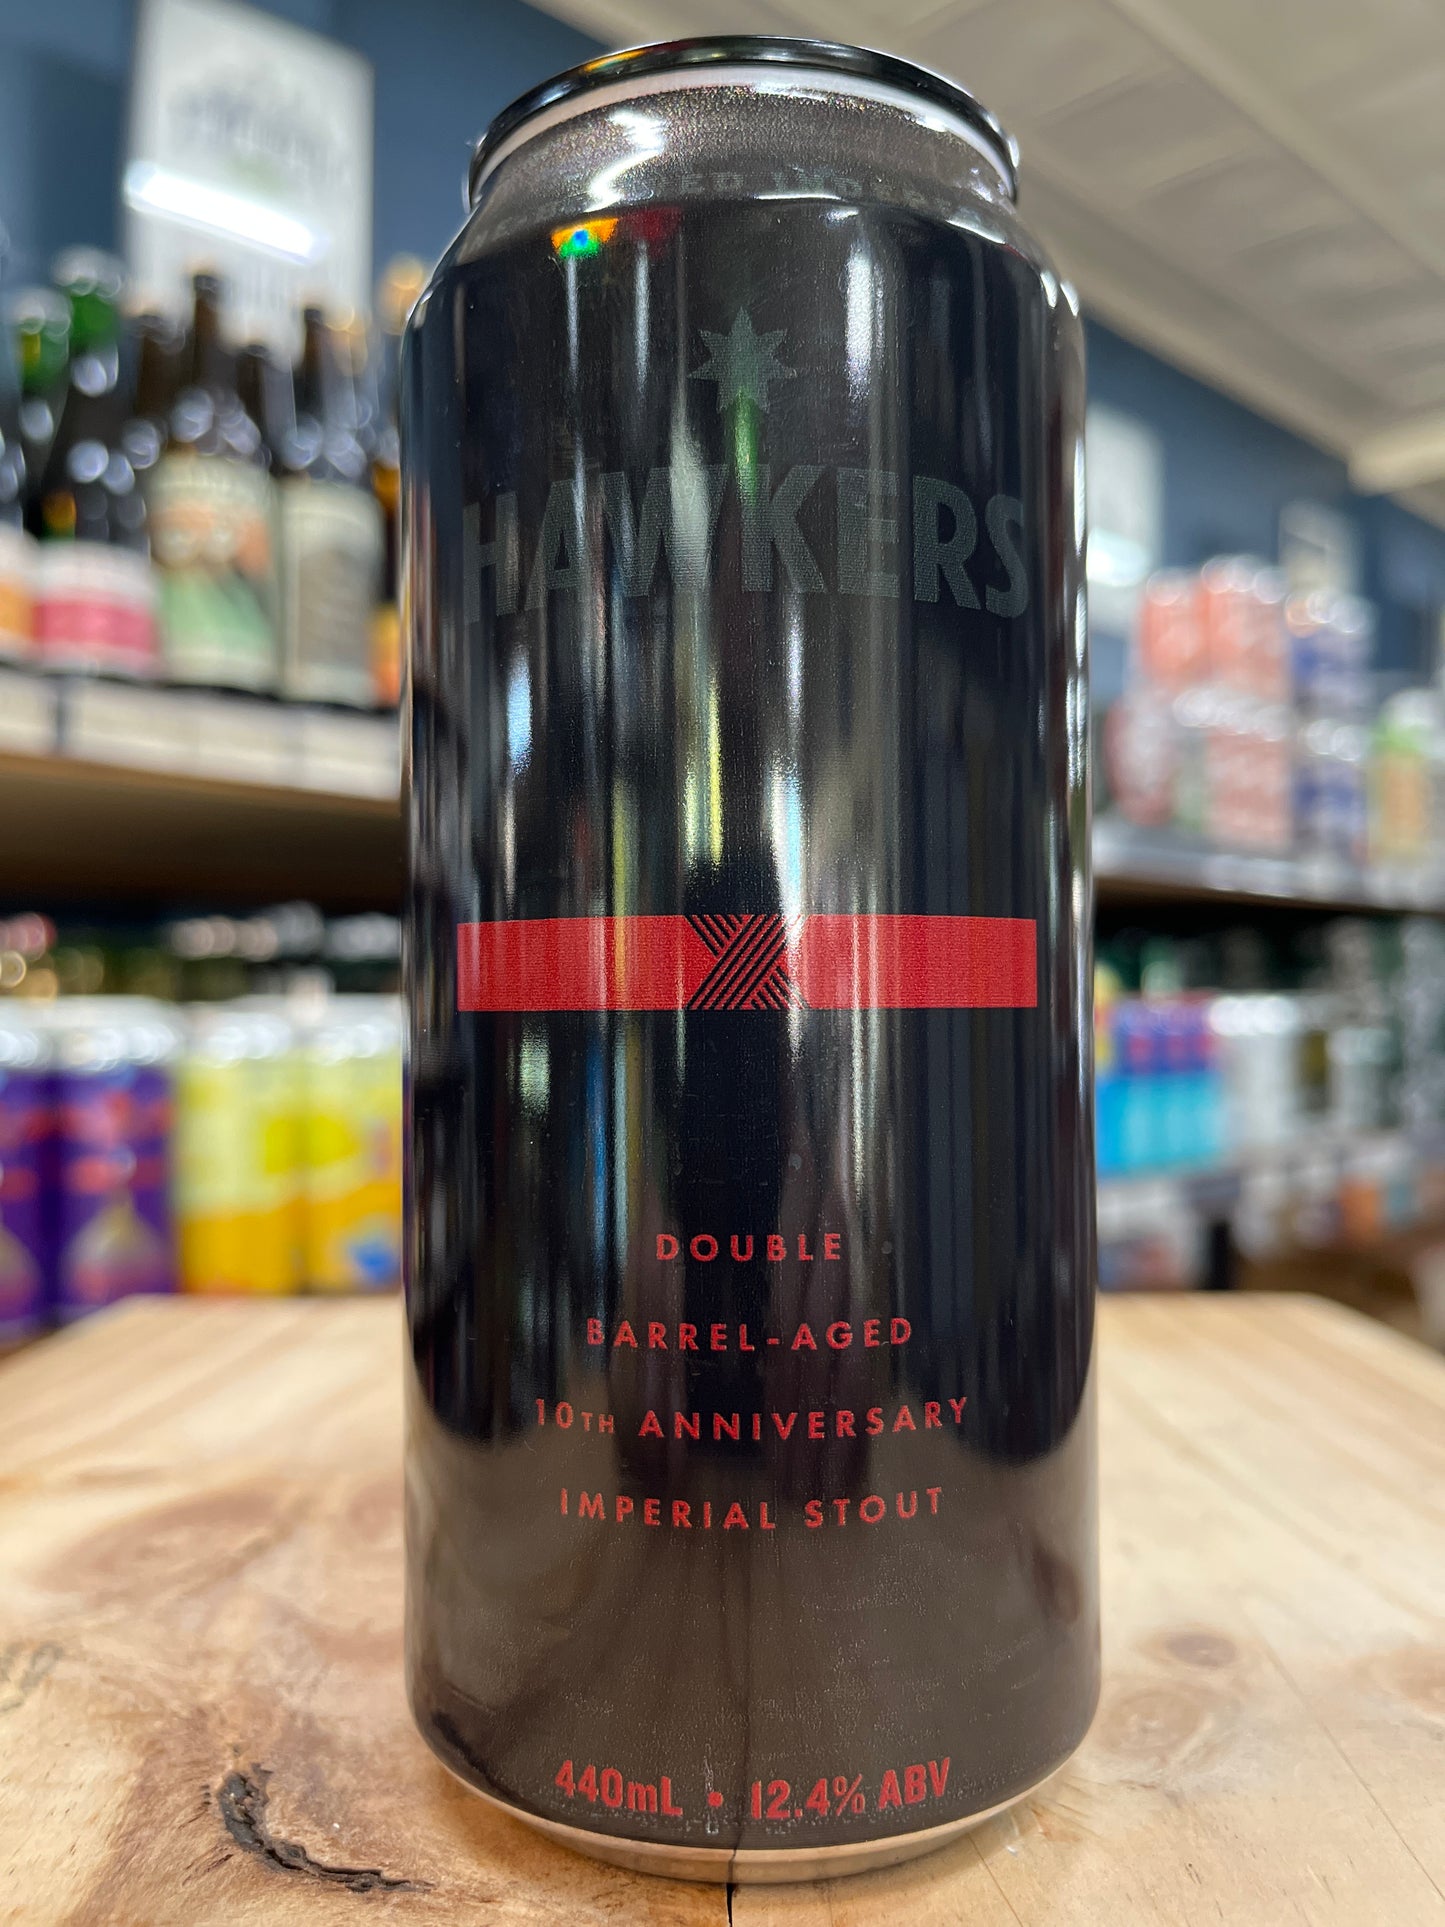 HAWKERS
DOUBLE
BARREL-AGED
10TH ANNIVERSARY
IMPERIAL STOUT
440mL • 12.4% ABV